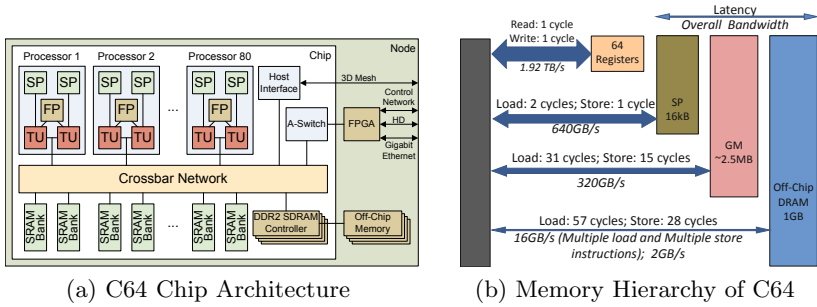 Processor 1
Processor 2
Processor 80
Chip
Node
SP SP
SP SP
SP SP
FP
FP
FP
...
TU TU
TU TU
TU TU
Host Interface
A-Switch
FPGA
3D Mesh
Control Network
HD
Gigabit Ethernet
Crossbar Network
SRAM Bank
SRAM Bank
SRAM Bank
SRAM Bank
...
SRAM Bank
SRAM Bank
DDR2 SDRAM Controller
Off-Chip Memory
(a) C64 Chip Architecture
Latency
Overall Bandwidth
Read: 1 cycle
Write: 1 cycle
1.92 TB/s
64 Registers
Load: 2 cycles; Store: 1 cycle
640GB/s
SP
16kB
Load: 31 cycles; Store: 15 cycles
320GB/s
GM
~2.5MB
Load: 57 cycles; Store: 28 cycles
16GB/s (Multiple load and Multiple store
instructions); 2GB/s
Off-Chip
DRAM
1GB
(b) Memory Hierarchy of C64